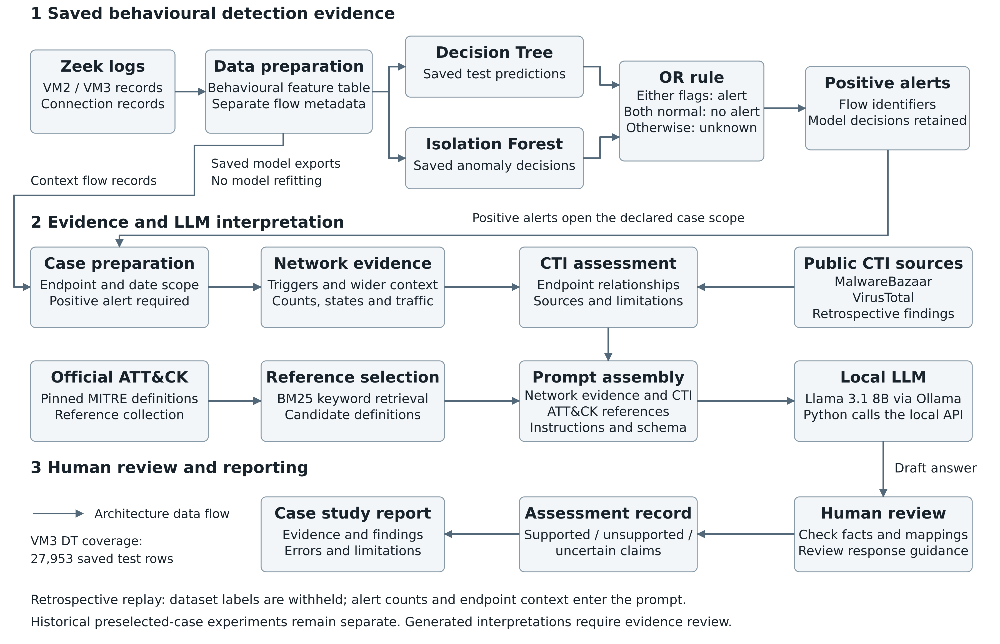 1 Saved behavioural detection evidence
Zeek logs
VM2 / VM3 records
Connection records
Data preparation
Behavioural feature table
Separate flow metadata
Decision Tree
Saved test predictions
Isolation Forest
Saved anomaly decisions
OR rule
Either flags: alert
Both normal: no alert
Otherwise: unknown
Positive alerts
Flow identifiers
Model decisions retained
Context flow records
Saved model exports
No model refitting
2 Evidence and LLM interpretation
Positive alerts open the declared case scope
Case preparation
Endpoint and date scope
Positive alert required
Network evidence
Triggers and wider context
Counts, states and traffic
CTI assessment
Endpoint relationships
Sources and limitations
Public CTI sources
MalwareBazaar
VirusTotal
Retrospective findings
Official ATT&CK
Pinned MITRE definitions
Reference collection
Reference selection
BM25 keyword retrieval
Candidate definitions
Prompt assembly
Network evidence and CTI
ATT&CK references
Instructions and schema
Local LLM
Llama 3.1 8B via Ollama
Python calls the local API
3 Human review and reporting
Draft answer
Architecture data flow
VM3 DT coverage:
27,953 saved test rows
Case study report
Evidence and findings
Errors and limitations
Assessment record
Supported / unsupported /
uncertain claims
Human review
Check facts and mappings
Review response guidance
Retrospective replay: dataset labels are withheld; alert counts and endpoint context enter the prompt.
Historical preselected-case experiments remain separate. Generated interpretations require evidence review.